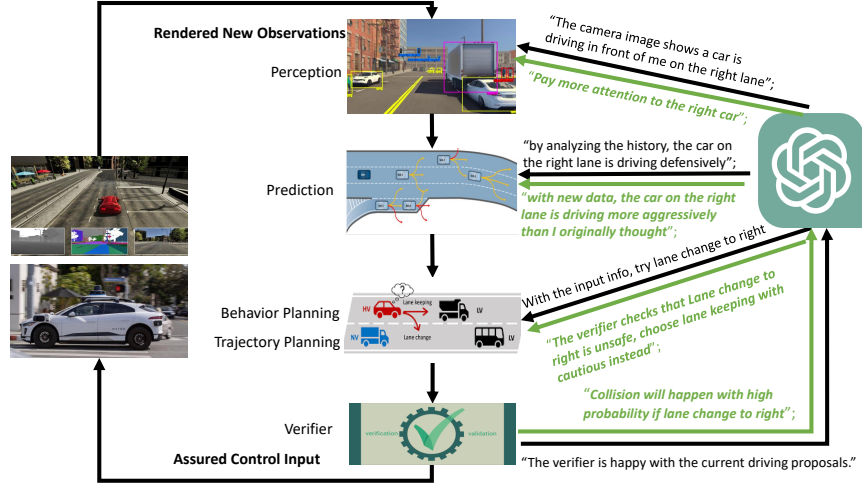 Rendered New Observations
Perception
"The camera image shows a car is
driving in front of me on the right lane";
"Pay more attention to the right car";
Prediction
"by analyzing the history, the car on
the right lane is driving defensively";
"with new data, the car on the right
lane is driving more aggressively
than I originally thought";
With the input info, try lane change to right
"The verifier checks that Lane change to
right is unsafe, choose lane keeping with
cautious instead";
Behavior Planning
Trajectory Planning
?
HV
Lane keeping
LV
NV
Lane change
LV
"Collision will happen with high
probability if lane change to right";
Verifier
verification
validation
Assured Control Input
"The verifier is happy with the current driving proposals."